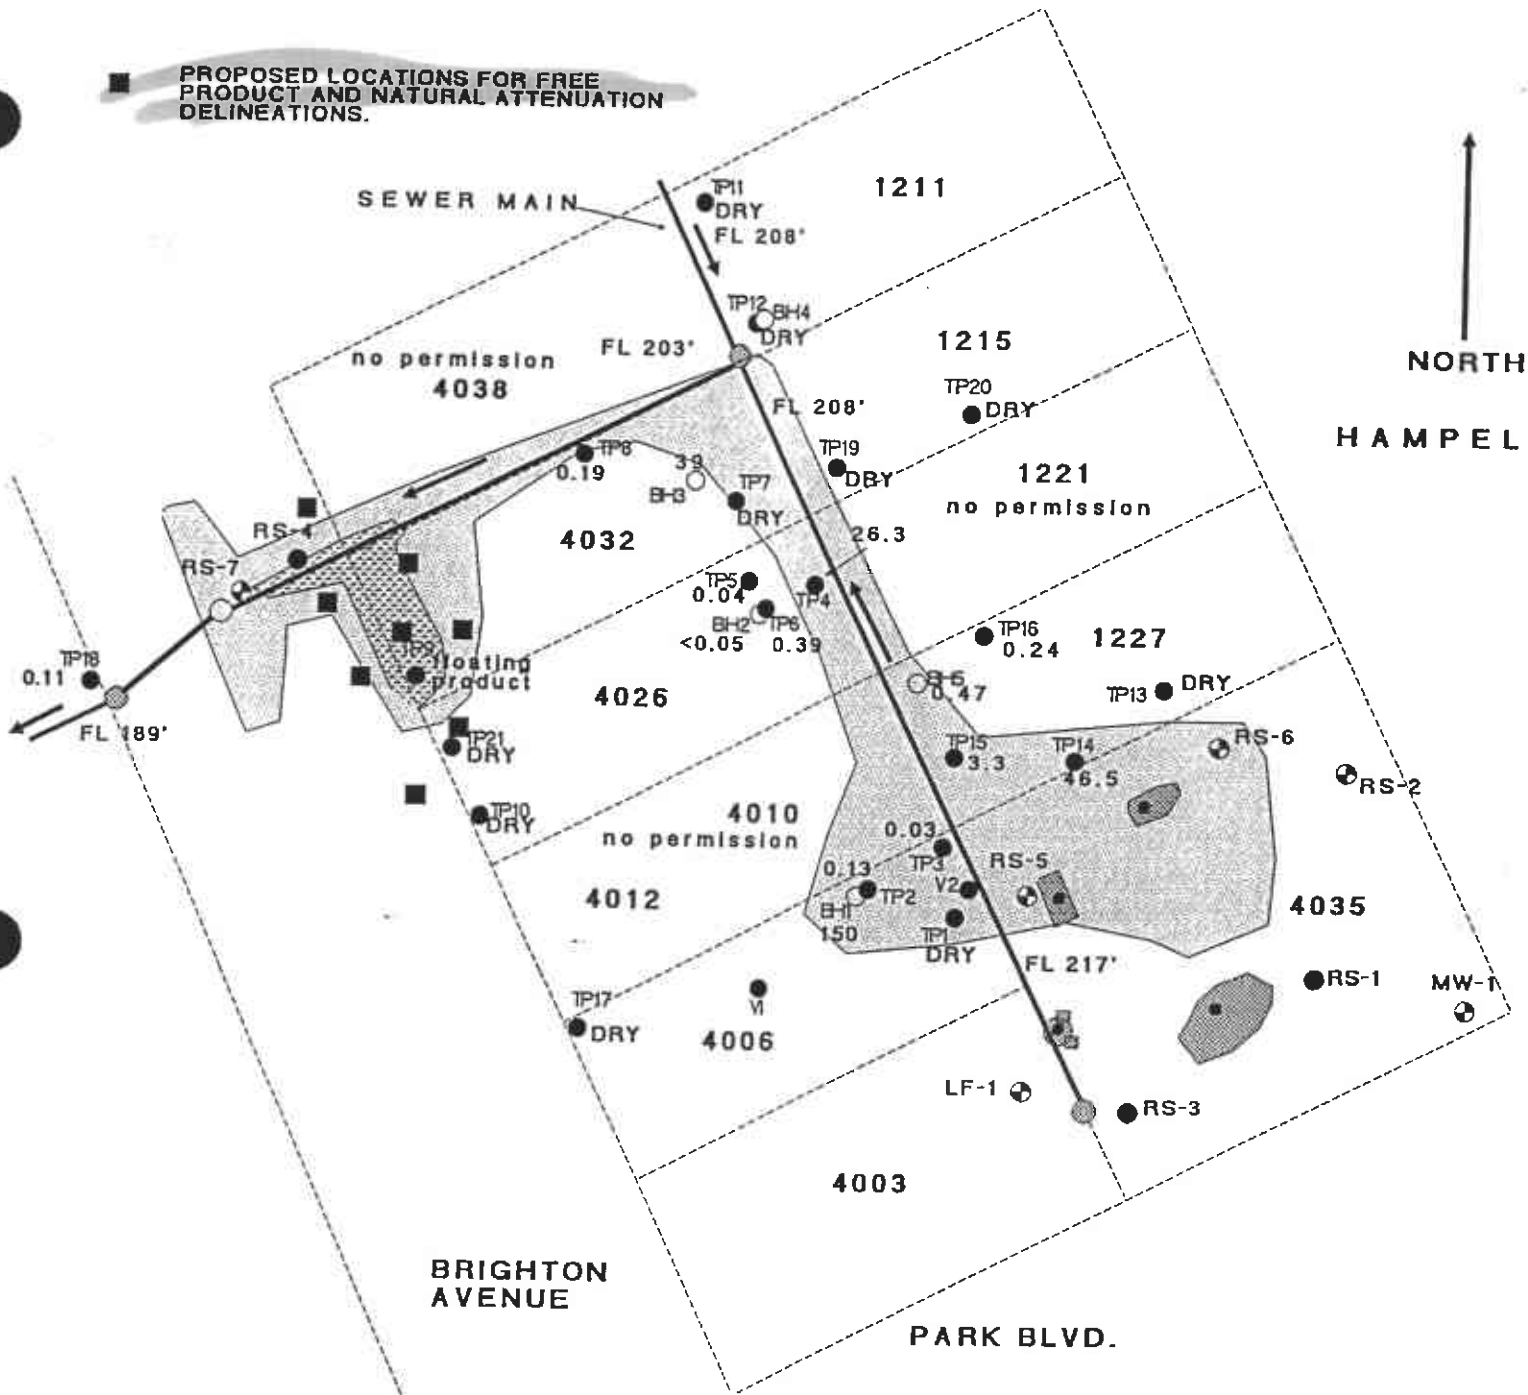 PROPOSED LOCATIONS FOR FREE
PRODUCT AND NATURAL ATTENUATION
DELINEATIONS.
SEWER MAIN
TP11
DRY
FL 208'
1211
TP12
BH4
DRY
FL 203'
no permission
4038
1215
TP20
DRY
NORTH
HAMPEL
FL 208'
TP19
DRY
1221
no permission
TP8
0.19
39
BH3
TP7
DRY
4032
26.3
RS-4
RS-7
TP5
0.04
TP4
BH2
TP6
<0.05
0.39
TP16
0.24
1227
TP18
0.11
floating
product
4026
BH5
0.47
TP13
DRY
FL 189'
TP21
DRY
TP15
3.3
TP14
46.5
RS-6
RS-2
TP10
DRY
4010
no permission
0.03
TP3
RS-5
4012
0.13
TP2
V2
BH1
150
TP1
DRY
4035
FL 217'
RS-1
MW-1
TP17
DRY
V1
4006
LF-1
RS-3
4003
BRIGHTON
AVENUE
PARK BLVD.